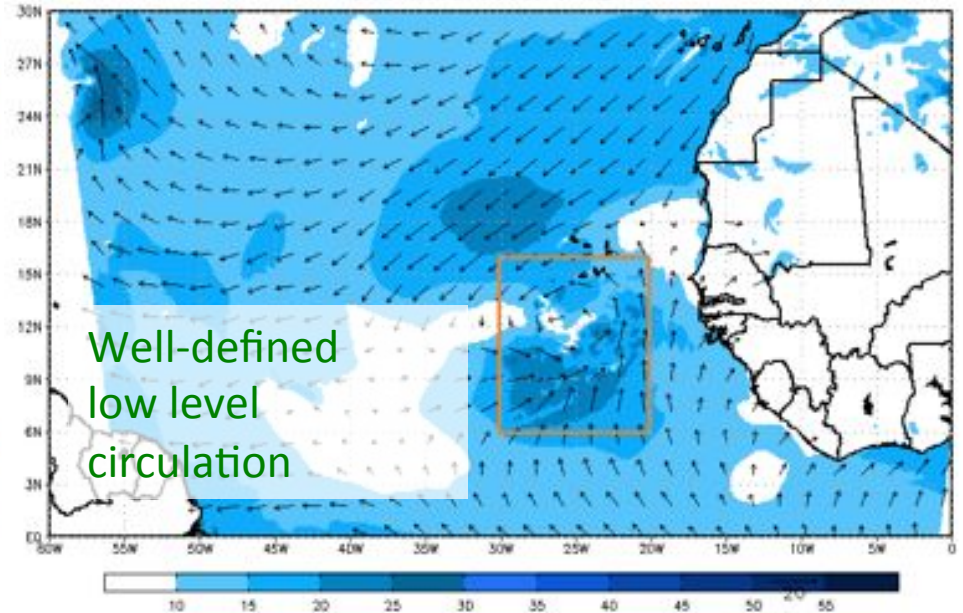 30N
27N
24N
21N
18N
15N
12N
9N
6N
3N
EQ
Well-defined
low level
circulation
60W 55W 50W 45W 40W 35W 30W 25W 20W 15W 10W 5W 0
10 15 20 25 30 35 40 45 50 55
20